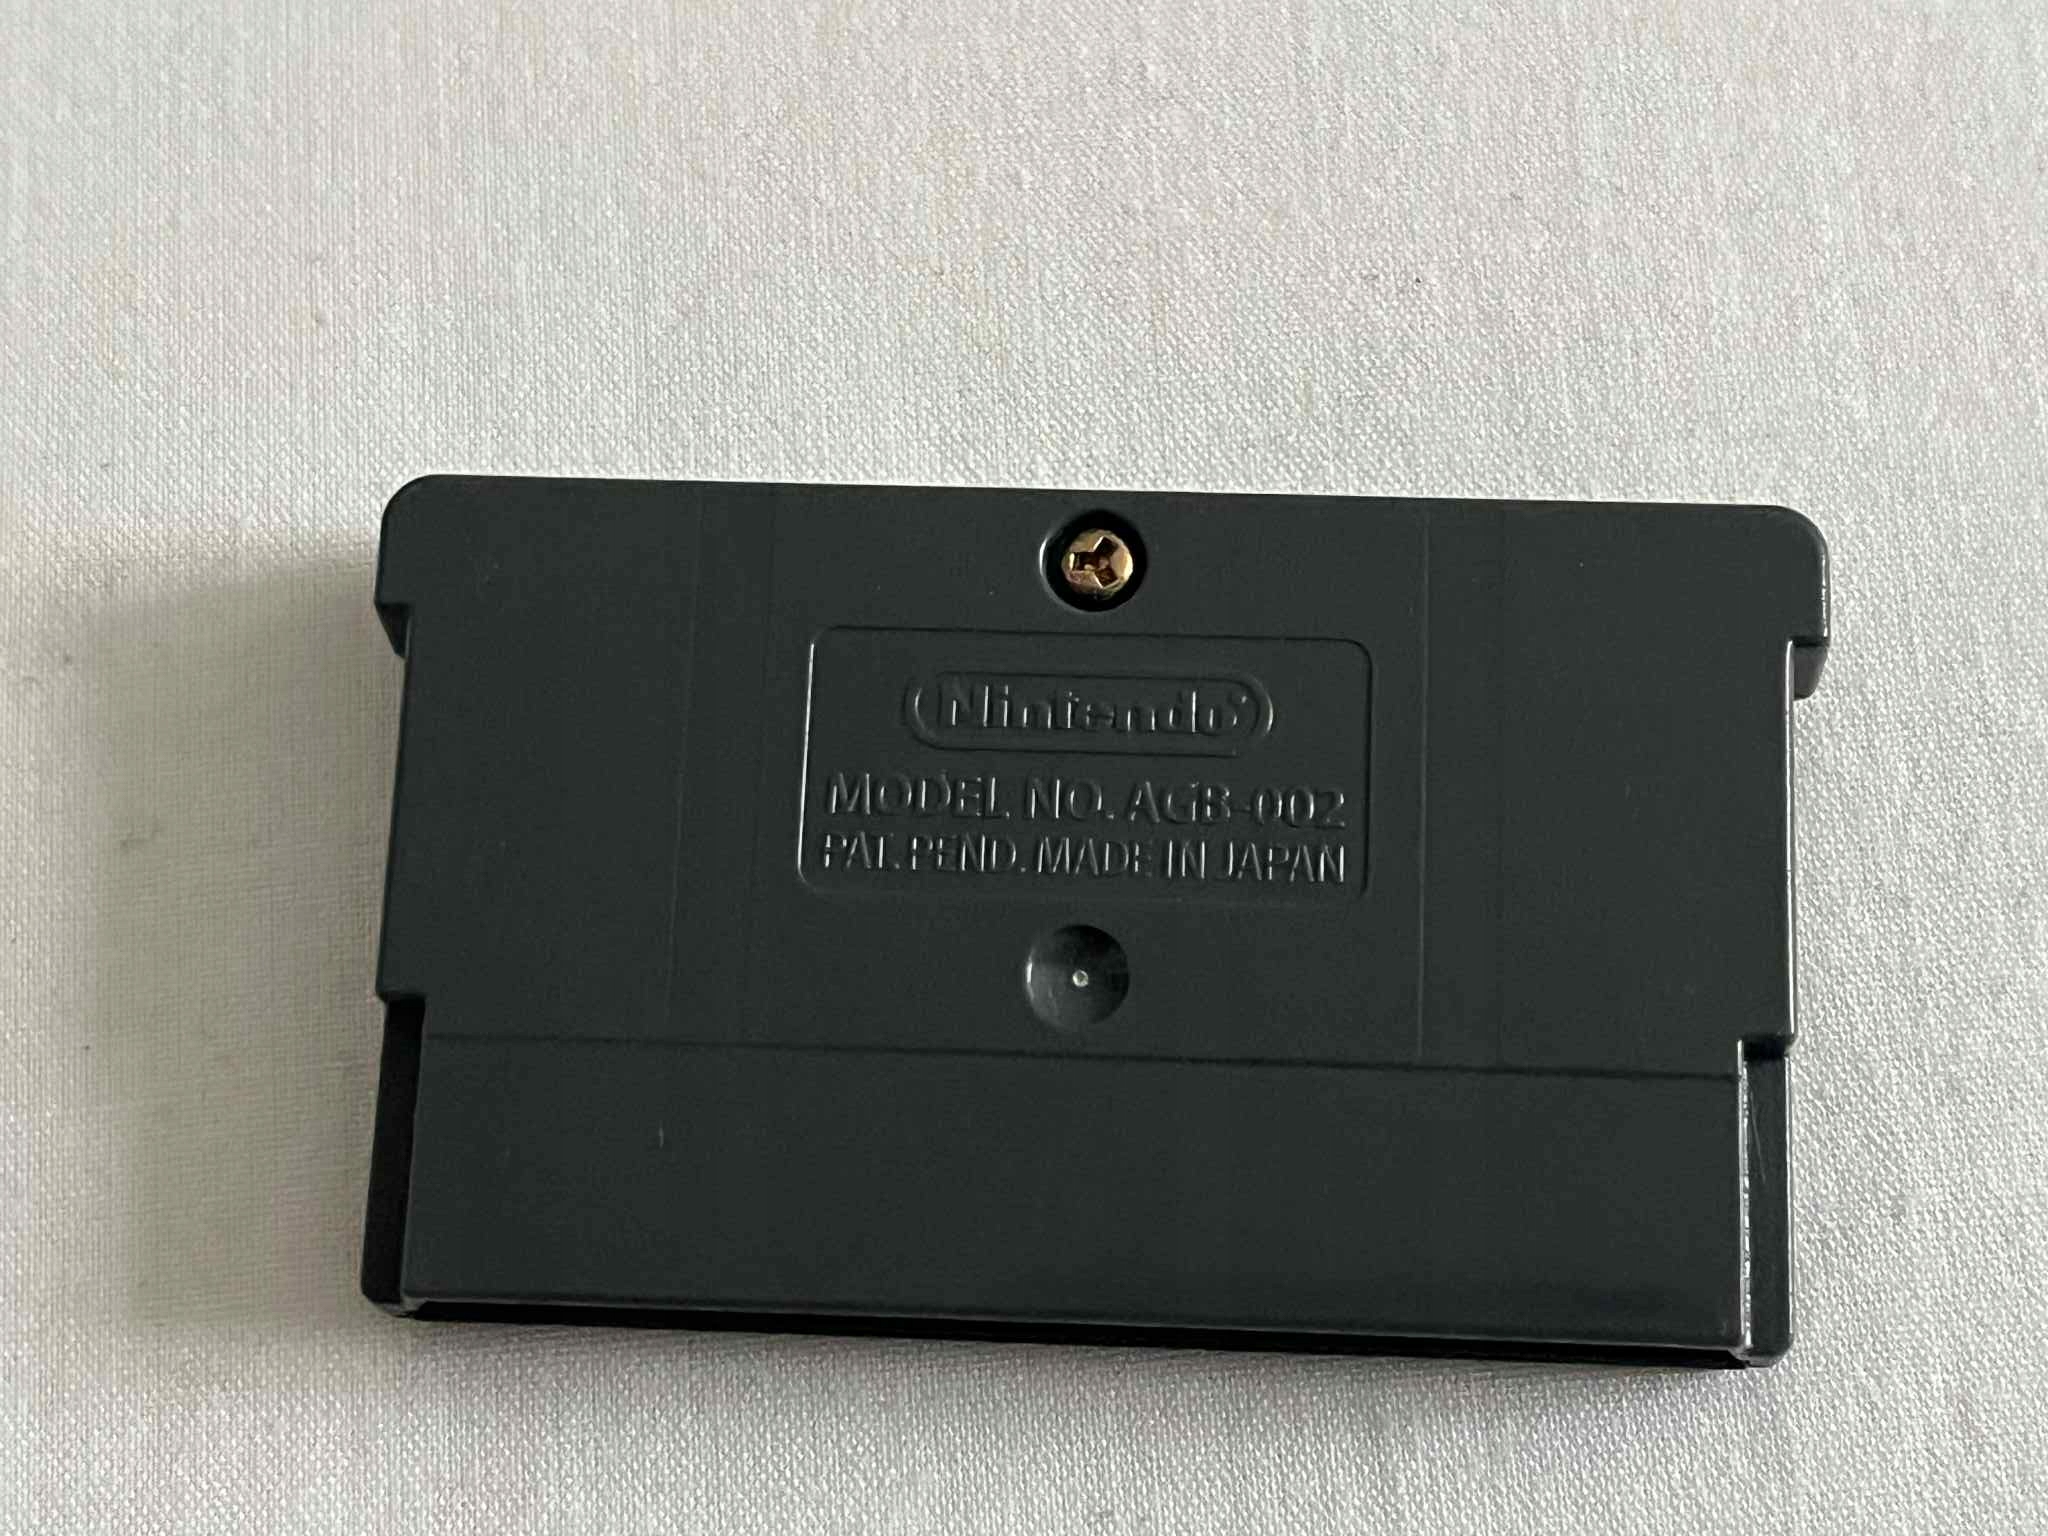 Nintendo®
MODEL NO. AGB-002
PAT. PEND. MADE IN JAPAN